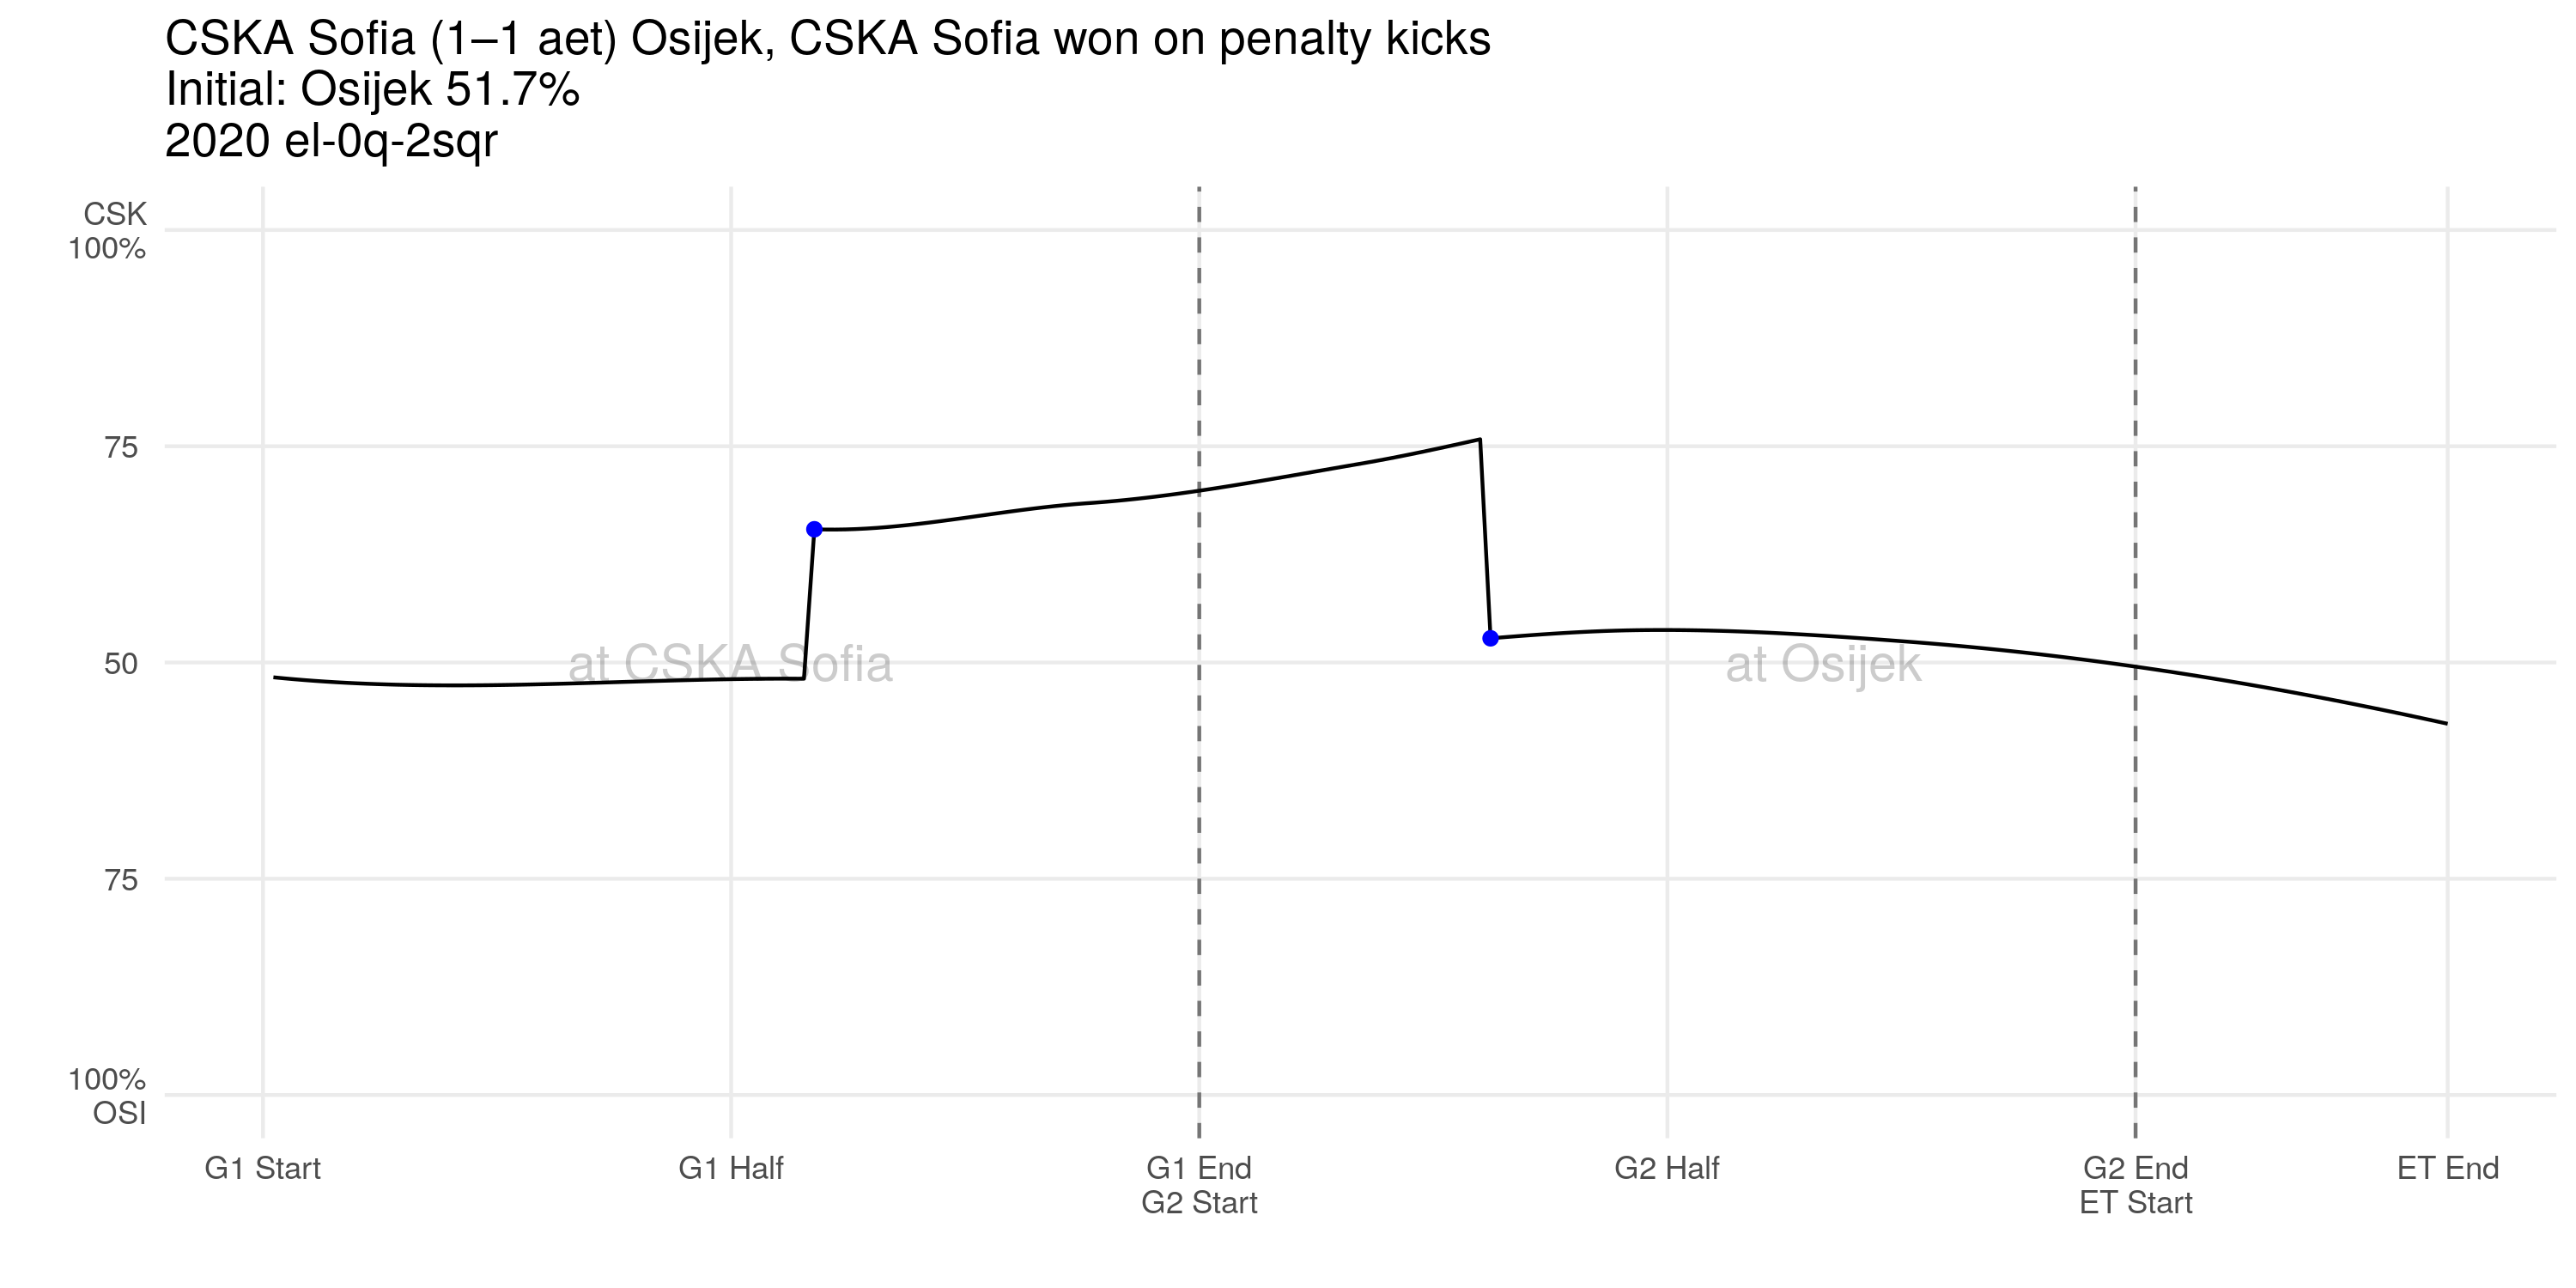 CSKA Sofia (1–1 aet) Osijek, CSKA Sofia won on penalty kicks
Initial: Osijek 51.7%
2020 el-0q-2sqr
CSK
100%
75
50
75
100%
OSI
at CSKA Sofia
at Osijek
G1 Start
G1 Half
G1 End
G2 Start
G2 Half
G2 End
ET Start
ET End